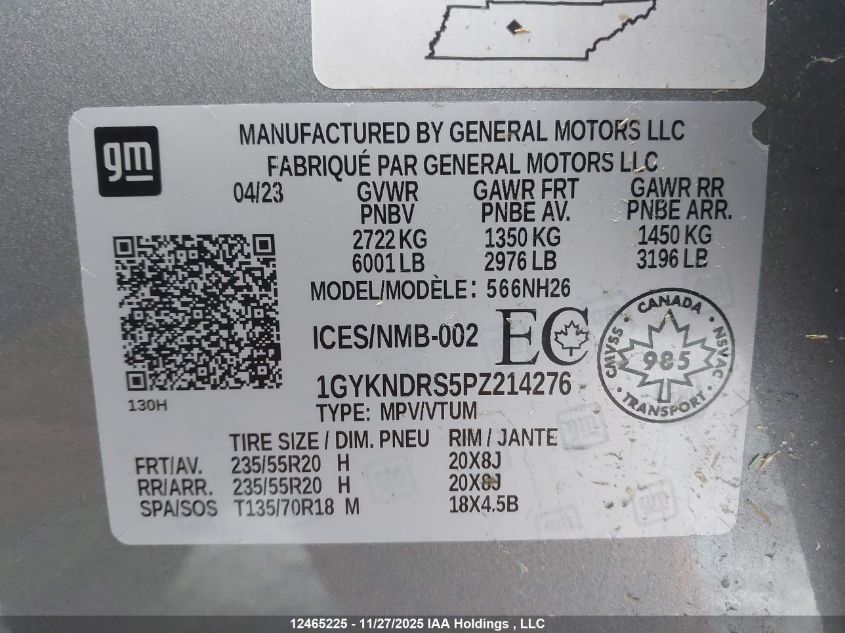 gm
MANUFACTURED BY GENERAL MOTORS LLC
FABRIQUÉ PAR GENERAL MOTORS LLC
04/23 GVWR GAWR FRT GAWR RR
PNBV PNBE AV. PNBE ARR.
2722 KG 1350 KG 1450 KG
6001 LB 2976 LB 3196 LB
MODEL/MODÈLE: 566NH26
ICES/NMB-002 EC
CANADA
CMVSS 985 NSVAC
TRANSPORT
1GYKNDRS5PZ214276
130H
TYPE: MPV/VTUM
TIRE SIZE / DIM. PNEU RIM / JANTE
FRT/AV. 235/55R20 H 20X8J
RR/ARR. 235/55R20 H 20X8J
SPA/SOS T135/70R18 M 18X4.5B
12465225 - 11/27/2025 IAA Holdings , LLC